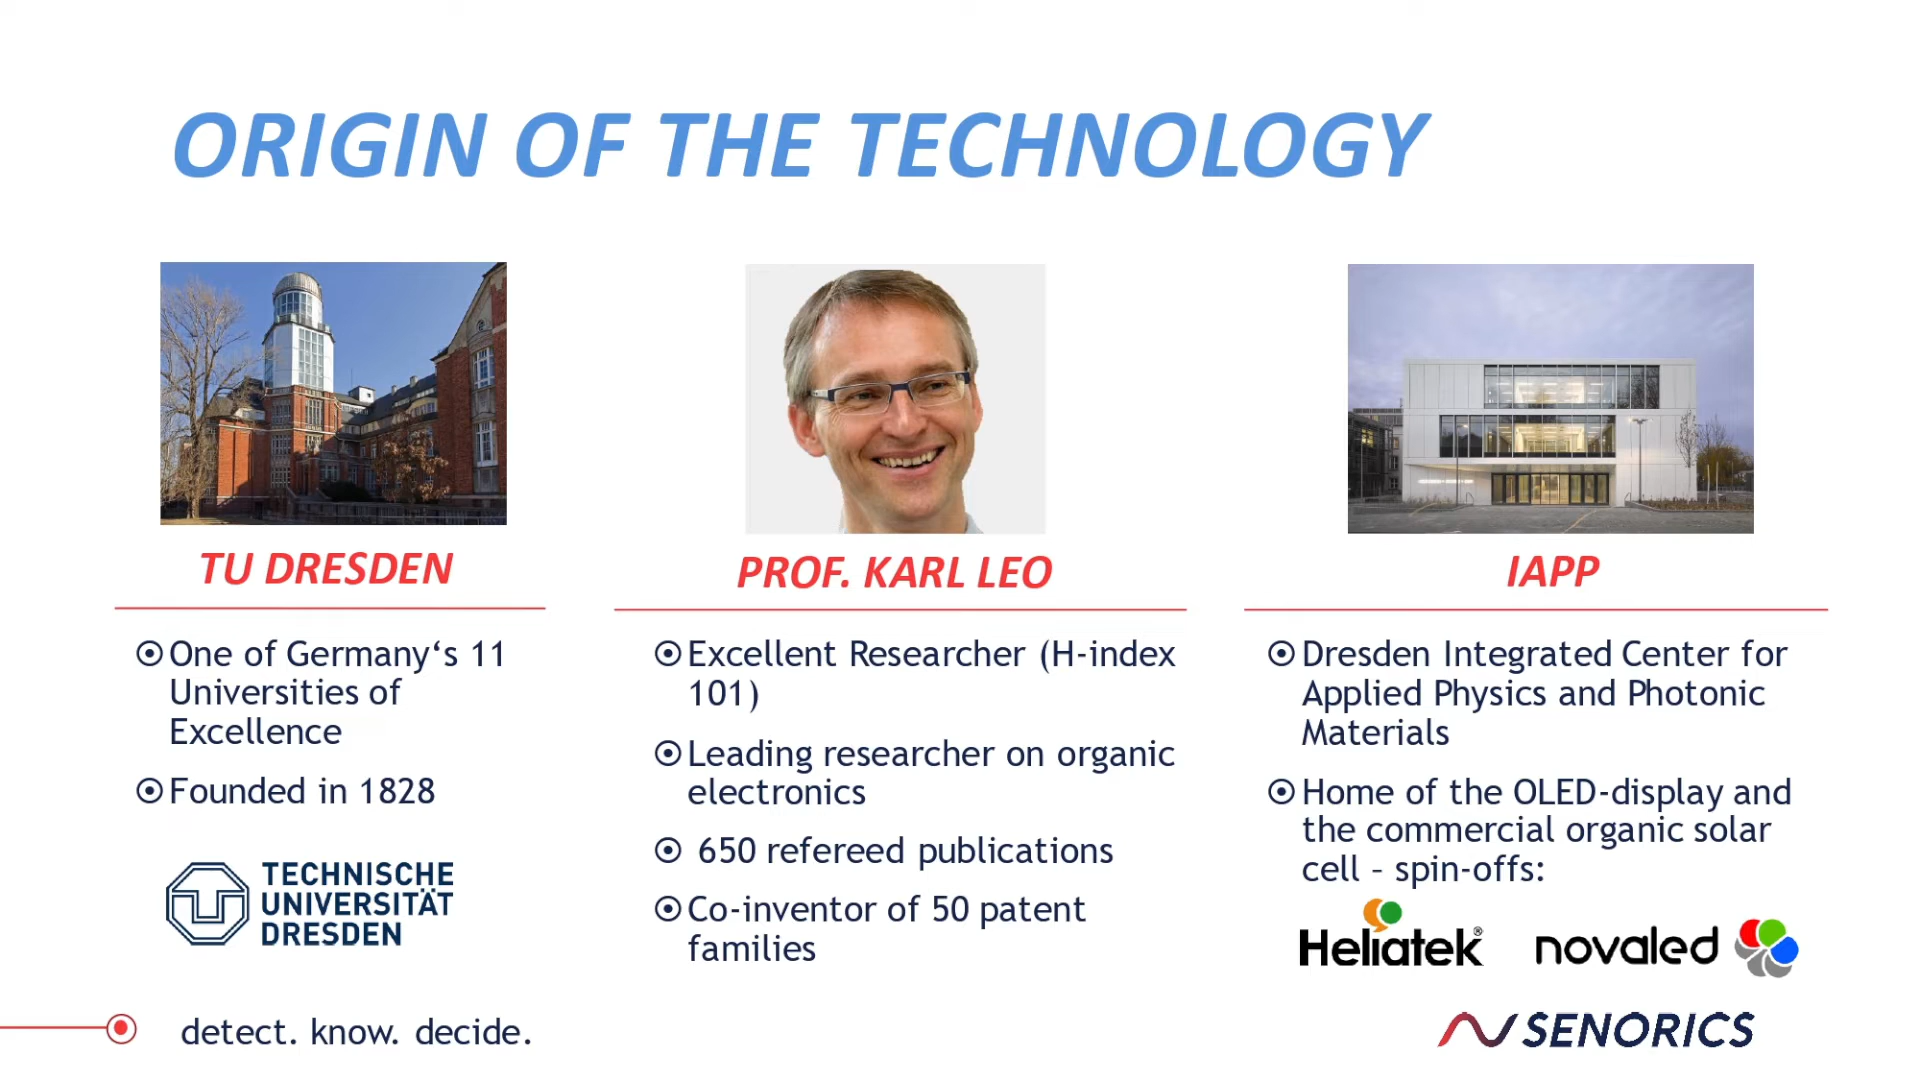 ORIGIN OF THE TECHNOLOGY
TU DRESDEN
One of Germany‘s 11
Universities of
Excellence
Founded in 1828
TECHNISCHE
UNIVERSITÄT
DRESDEN
PROF. KARL LEO
Excellent Researcher (H-index
101)
Leading researcher on organic
electronics
650 refereed publications
Co-inventor of 50 patent
families
IAPP
Dresden Integrated Center for
Applied Physics and Photonic
Materials
Home of the OLED-display and
the commercial organic solar
cell – spin-offs:
Heliatek®
novaled
detect. know. decide.
SENORICS